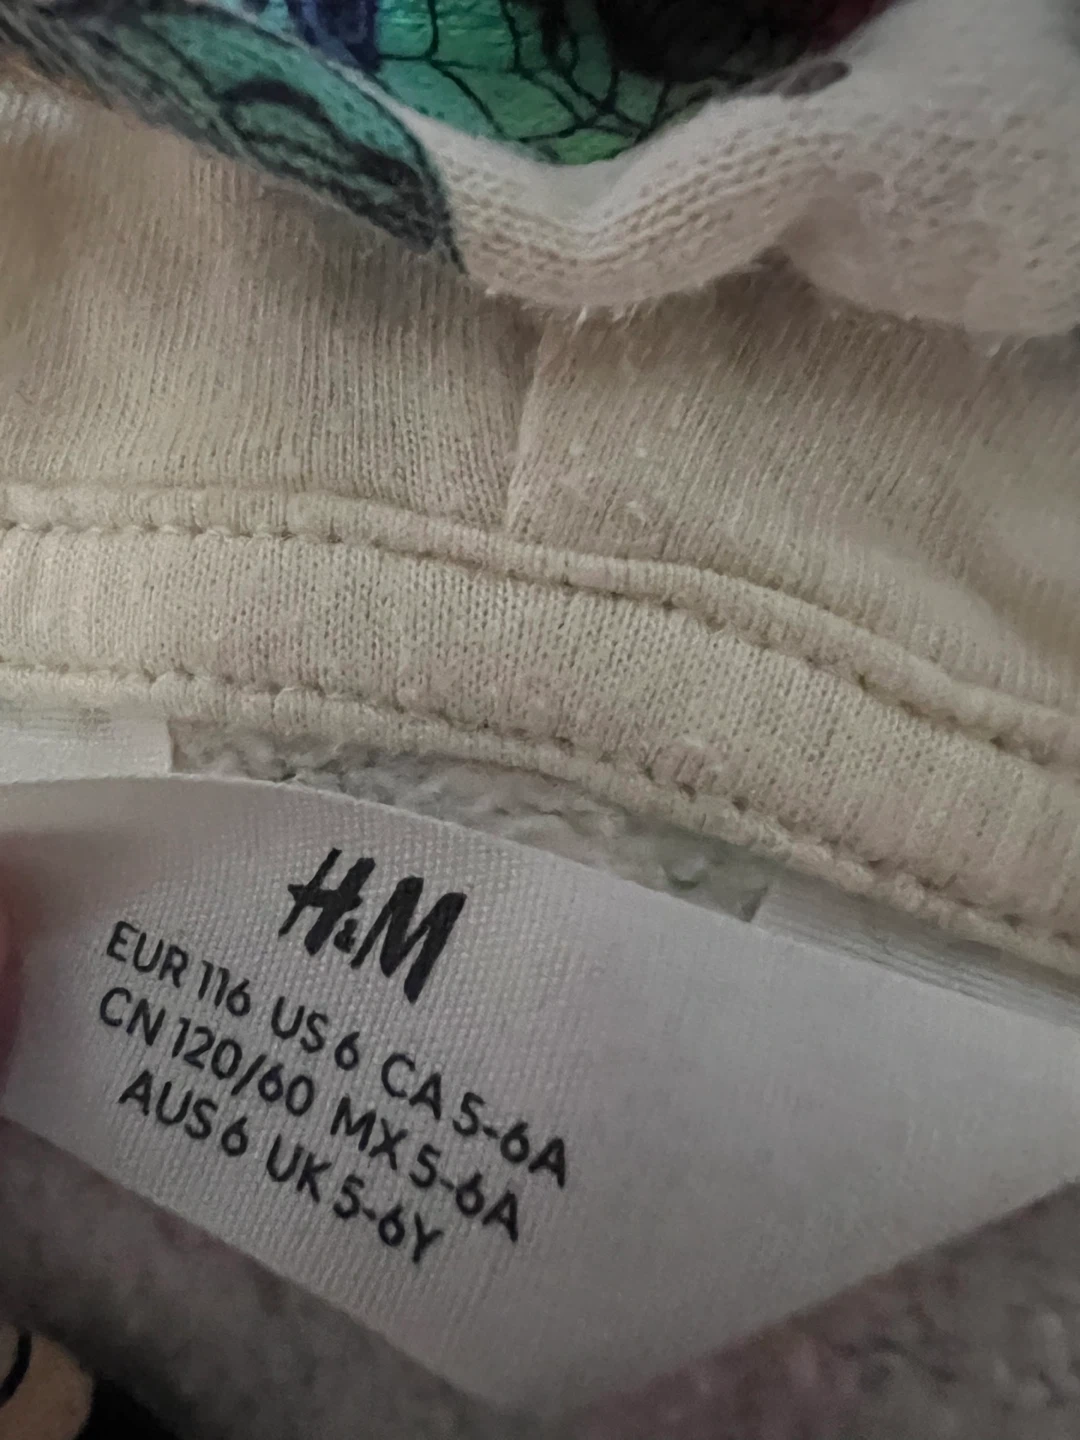 H&M
EUR 116 US 6 CA 5-6A
CN 120/60 MX 5-6A
AUS 6 UK 5-6Y